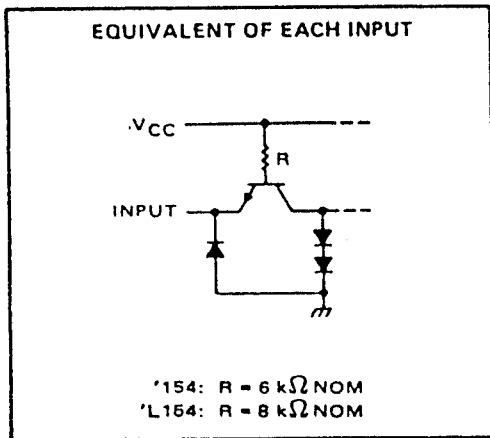 EQUIVALENT OF EACH INPUT
VCC
R
INPUT
'154: R = 6 kΩ NOM
'L154: R = 8 kΩ NOM